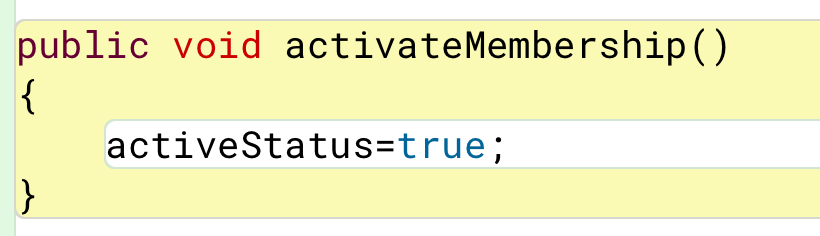 public void activateMembership()
{
    activeStatus=true;
}